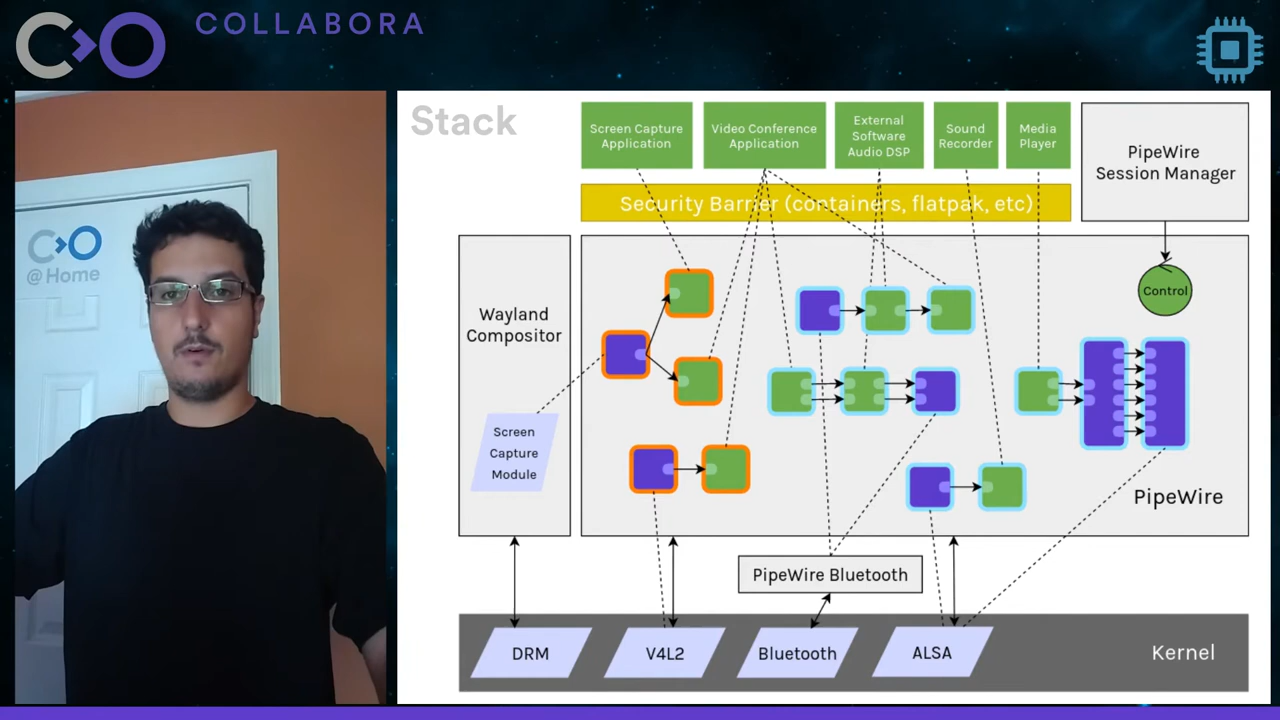 COLLABORA
@Home
Stack
Screen Capture
Application
Video Conference
Application
External
Software
Audio DSP
Sound
Recorder
Media
Player
PipeWire
Session Manager
Security Barrier (containers, flatpak, etc)
Wayland
Compositor
Control
Screen
Capture
Module
PipeWire
PipeWire Bluetooth
DRM
V4L2
Bluetooth
ALSA
Kernel